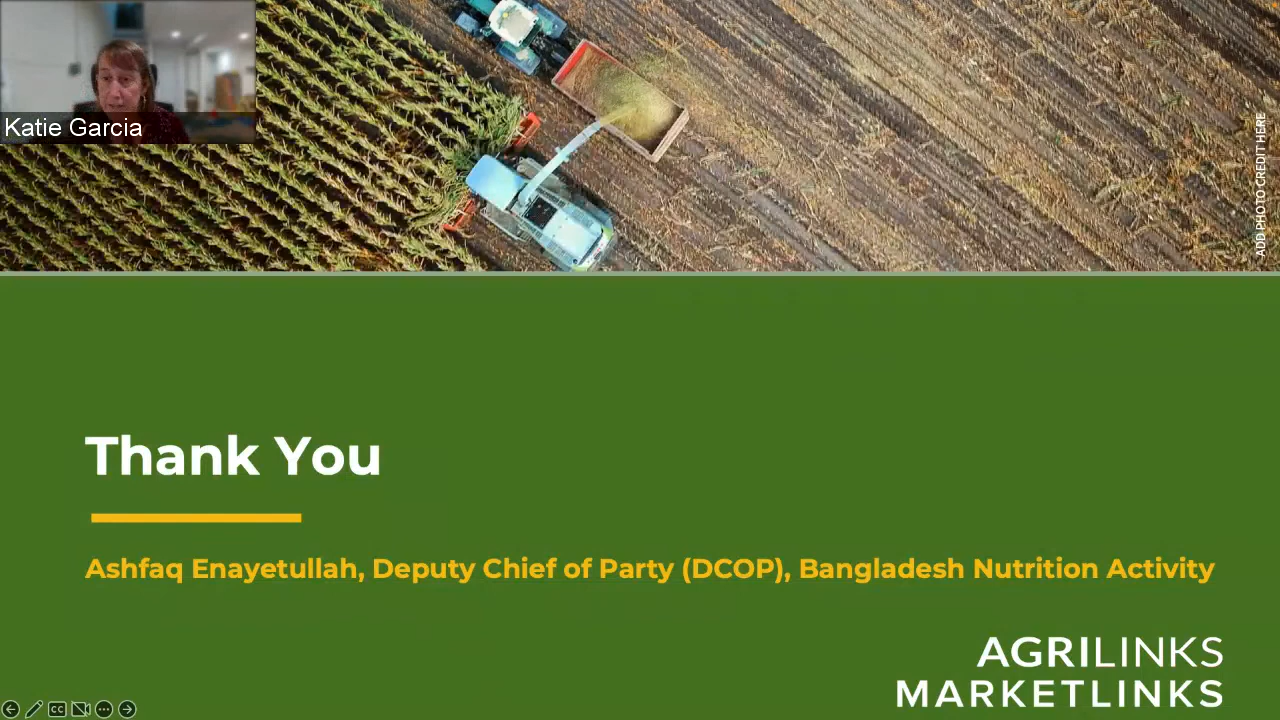 Katie Garcia
ADD PHOTO CREDIT HERE
Thank You
Ashfaq Enayetullah, Deputy Chief of Party (DCOP), Bangladesh Nutrition Activity
AGRILINKS
MARKETLINKS
CC